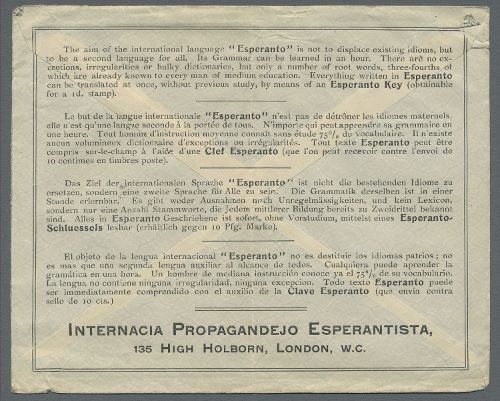 The aim of the international language "Esperanto" is not to displace existing idioms, but
to be a second language for all. Its Grammar can be learned in an hour. There are no ex-
ceptions, irregularities or bulky dictionaries, but only a number of root words, three-fourths of
which are already known to every man of medium education. Everything written in Esperanto
can be translated at once, without previous study, by means of an Esperanto Key (obtainable
for a 1d. stamp).
Le but de la langue internationale "Esperanto" n'est pas de détrôner les idiomes maternels,
elle n'est qu'une langue seconde à la portée de tous. N'importe qui peut apprendre sa grammaire en
une heure. Tout homme d'instruction moyenne connait sans étude 75% du vocabulaire. Il n'existe
aucun volumineux dictionnaire d'exceptions ou irrégularités. Tout texte Esperanto peut être
compris sur-le-champ à l'aide d'une Clef Esperanto (que l'on peut recevoir contre l'envoi de
10 centimes en timbres poste).
Das Ziel der internationalen Sprache "Esperanto" ist nicht die bestehenden Idiome zu
ersetzen, sondern eine zweite Sprache für Alle zu sein. Die Grammatik derselben ist in einer
Stunde erlernbar. Es gibt weder Ausnahmen noch Unregelmässigkeiten, und kein Lexicon,
sondern nur eine Anzahl Stammworte, die jedem mittlerer Bildung bereits zu Zweidrittel bekannt
sind. Alles in Esperanto Geschriebene ist sofort, ohne Vorstudium, mittelst eines Esperanto-
Schluessels lesbar (erhältlich gegen 10 Pfg. Marke).
El objeto de la lengua internacional "Esperanto" no es destituir los idiomas patrios; no
es mas que una segunda lengua auxiliar al alcance de todos. Cualquiera puede aprender la
gramática en una hora. Un hombre de mediana instruccion conoce ya el 75% de su vocabulario.
La lengua no contiene ninguna irregularidad, ninguna excepcion. Todo texto Esperanto puede
ser immediatamente comprendido con el auxilio de la Clave Esperanto (que envia contra
sello de 10 cts.)
INTERNACIA PROPAGANDEJO ESPERANTISTA,
135 HIGH HOLBORN, LONDON, W.C.